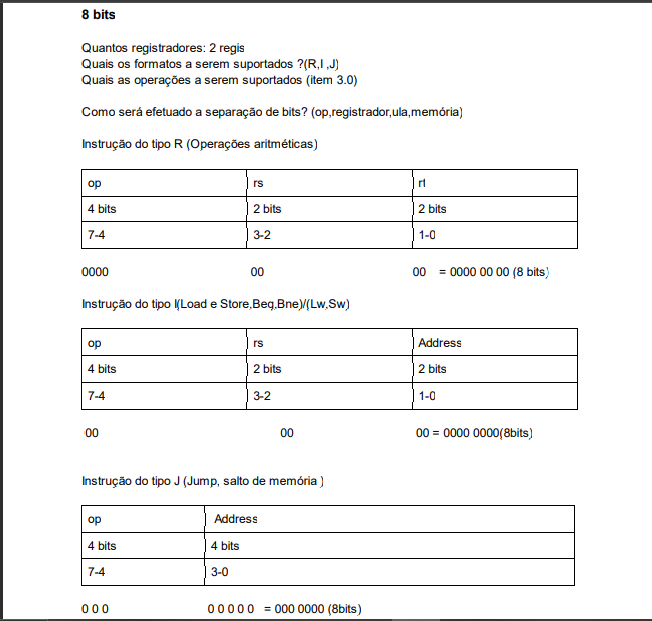 8 bits
Quantos registradores: 2 regis
Quais os formatos a serem suportados ?(R,I ,J)
Quais as operações a serem suportados (item 3.0)
Como será efetuado a separação de bits? (op,registrador,ula,memória)
Instrução do tipo R (Operações aritméticas)
op rs rt
4 bits 2 bits 2 bits
7-4 3-2 1-0
0000 00 00 = 0000 00 00 (8 bits)
Instrução do tipo I(Load e Store,Beq,Bne)/(Lw,Sw)
op rs Address
4 bits 2 bits 2 bits
7-4 3-2 1-0
00 00 00 = 0000 0000(8bits)
Instrução do tipo J (Jump, salto de memória )
op Address
4 bits 4 bits
7-4 3-0
0 0 0 0 0 0 0 0 = 000 0000 (8bits)